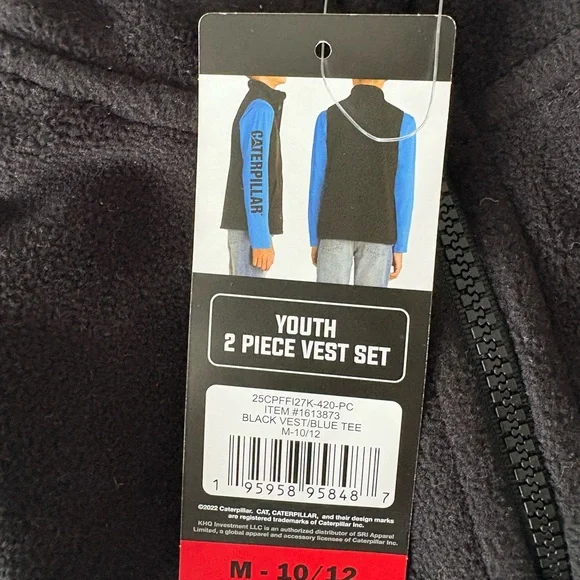 CATERPILLAR
YOUTH
2 PIECE VEST SET
25CPFFI27K-420-PC
ITEM #1613873
BLACK VEST/BLUE TEE
M-10/12
1 95958 95848 7
©2022 Caterpillar. CAT, CATERPILLAR, and their design marks
are registered trademarks of Caterpillar Inc.
KHQ Investment LLC is an authorized distributor of SRI Apparel
Limited, a global apparel and accessory licensee of Caterpillar Inc.
M - 10/12